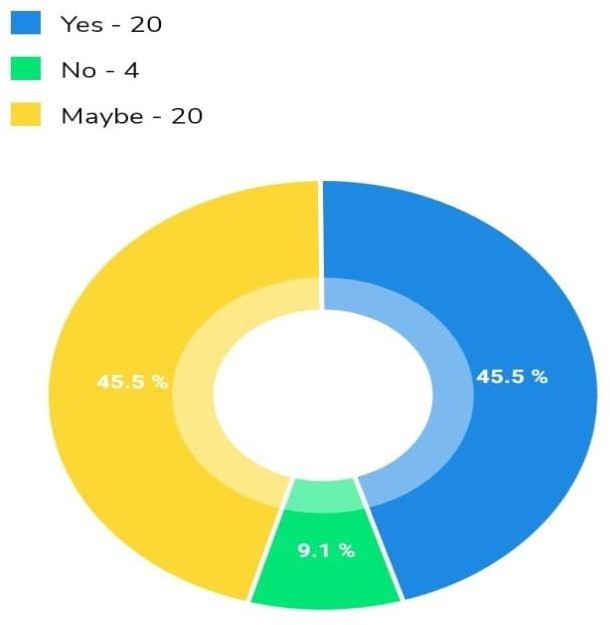 Yes - 20
No - 4
Maybe - 20
45.5 %
45.5 %
9.1 %